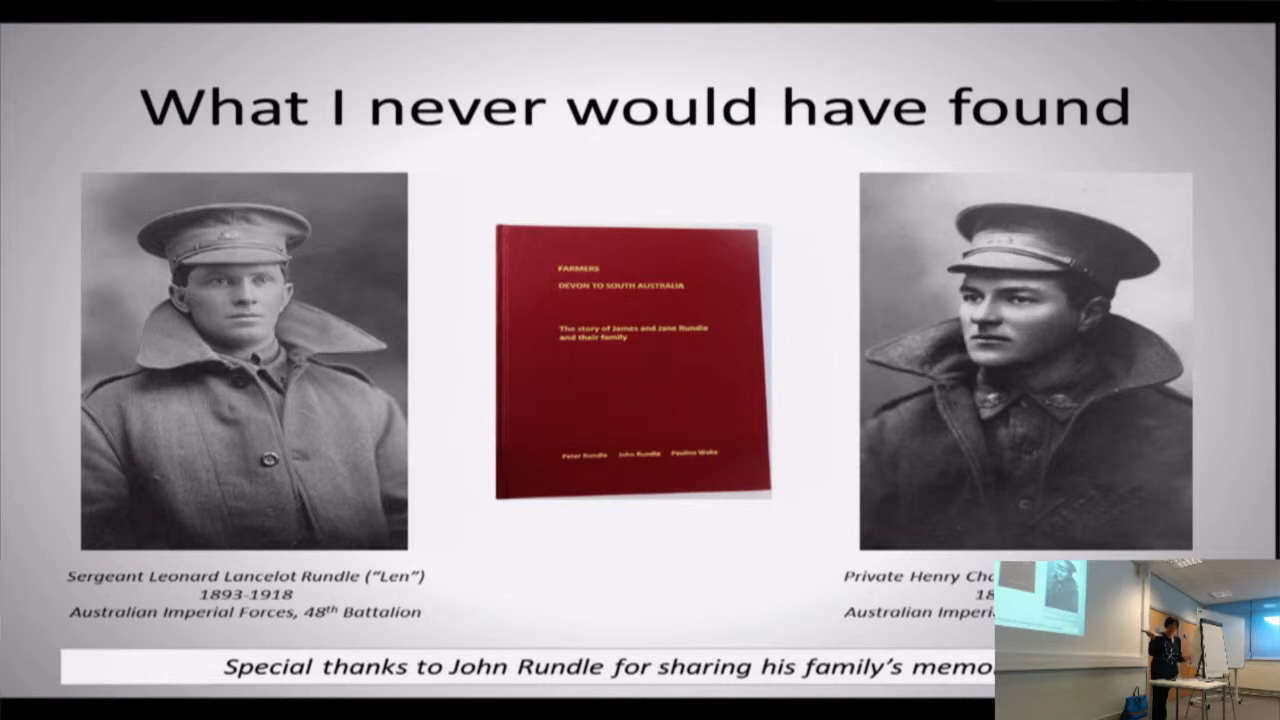 What I never would have found
FARMERS
DEVON TO SOUTH AUSTRALIA
The story of James and Jane Rundle
and their family
Peter Rundle John Rundle Pauline Wake
Sergeant Leonard Lancelot Rundle (“Len”)
1893-1918
Australian Imperial Forces, 48th Battalion
Private Henry
18
Australian
Special thanks to John Rundle for sharing his family’s